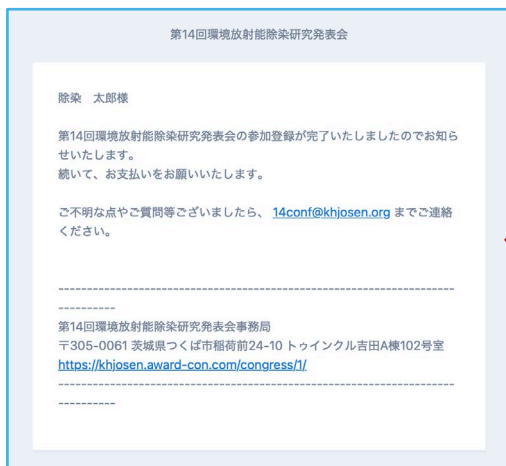 第14回環境放射能除染研究発表会
除染　太郎様
第14回環境放射能除染研究発表会の参加登録が完了いたしましたのでお知ら
せいたします。
続いて、お支払いをお願いいたします。
ご不明な点やご質問等ございましたら、 14conf@khjosen.org までご連絡
ください。
---------------------------------------------------------------------
----------
第14回環境放射能除染研究発表会事務局
〒305-0061 茨城県つくば市稲荷前24-10 トゥインクル吉田A棟102号室
https://khjosen.award-con.com/congress/1/
---------------------------------------------------------------------
----------